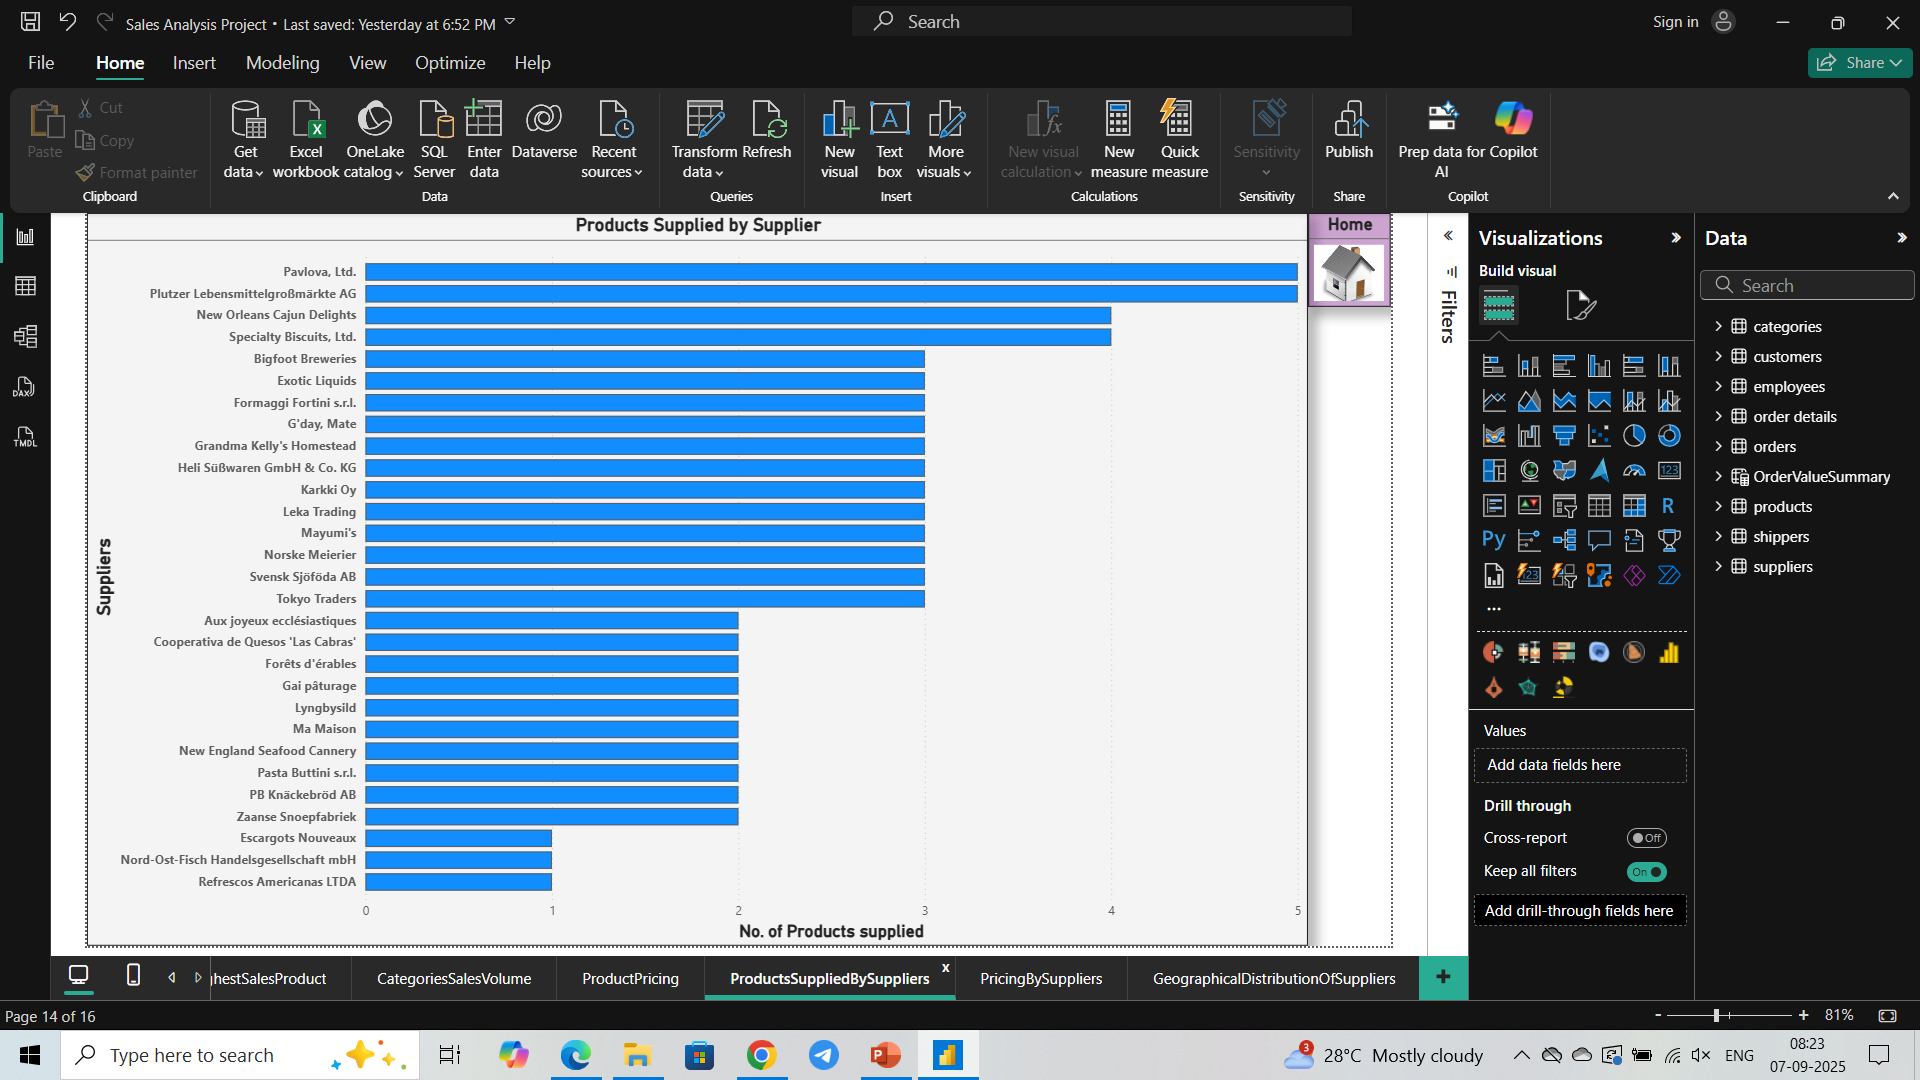 Sales Analysis Project • Last saved: Yesterday at 6:52 PM
Search
Sign in
File
Home
Insert
Modeling
View
Optimize
Help
Share
Paste
Cut
Copy
Format painter
Clipboard
Get data
Excel workbook
OneLake catalog
SQL Server
Enter data
Dataverse
Recent sources
Data
Transform data
Refresh
Queries
New visual
Text box
More visuals
Insert
New visual calculation
New measure
Quick measure
Calculations
Sensitivity
Sensitivity
Publish
Share
Prep data for AI
Copilot
Copilot
DAX
TMDL
Products Supplied by Supplier
Home
Suppliers
Pavlova, Ltd.
Plutzer Lebensmittelgroßmärkte AG
New Orleans Cajun Delights
Specialty Biscuits, Ltd.
Bigfoot Breweries
Exotic Liquids
Formaggi Fortini s.r.l.
G'day, Mate
Grandma Kelly's Homestead
Heli Süßwaren GmbH & Co. KG
Karkki Oy
Leka Trading
Mayumi's
Norske Meierier
Svensk Sjöföda AB
Tokyo Traders
Aux joyeux ecclésiastiques
Cooperativa de Quesos 'Las Cabras'
Forêts d'érables
Gai pâturage
Lyngbysild
Ma Maison
New England Seafood Cannery
Pasta Buttini s.r.l.
PB Knäckebröd AB
Zaanse Snoepfabriek
Escargots Nouveaux
Nord-Ost-Fisch Handelsgesellschaft mbH
Refrescos Americanas LTDA
0 1 2 3 4 5
No. of Products supplied
Filters
Visualizations
Build visual
123
R
Py
123
...
Values
Add data fields here
Drill through
Cross-report
Off
Keep all filters
On
Add drill-through fields here
Data
Search
categories
customers
employees
order details
orders
OrderValueSummary
products
shippers
suppliers
ghestSalesProduct
CategoriesSalesVolume
ProductPricing
ProductsSuppliedBySuppliers
x
PricingBySuppliers
GeographicalDistributionOfSuppliers
+
Page 14 of 16
- + 81%
Type here to search
3
28°C Mostly cloudy
ENG
08:23
07-09-2025